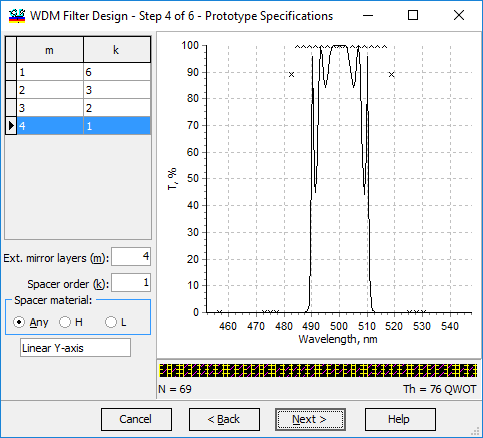 WDM Filter Design - Step 4 of 6 - Prototype Specifications
m k
1 6
2 3
3 2
4 1
Ext. mirror layers (m): 4
Spacer order (k): 1
Spacer material:
Any H L
Linear Y-axis
T, %
100
90
80
70
60
50
40
30
20
10
0
460 470 480 490 500 510 520 530 540
Wavelength, nm
N = 69 Th = 76 QWOT
Cancel < Back Next > Help